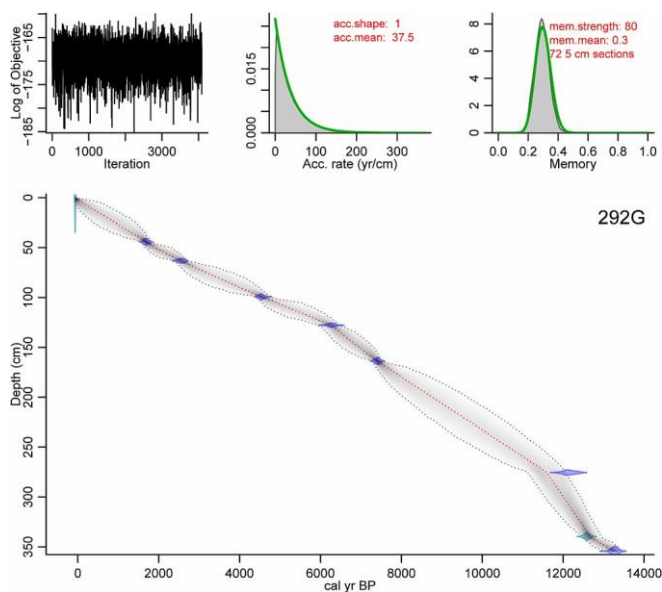 Log of Objective
−165
−175
−185
0 1000 3000
Iteration
acc.shape: 1
acc.mean: 37.5
0.015
0.000
0 100 200 300
Acc. rate (yr/cm)
mem.strength: 80
mem.mean: 0.3
72 5 cm sections
8
6
4
2
0
0.0 0.2 0.4 0.6 0.8 1.0
Memory
292G
Depth (cm)
0
50
100
150
200
250
300
350
0 2000 4000 6000 8000 10000 12000 14000
cal yr BP